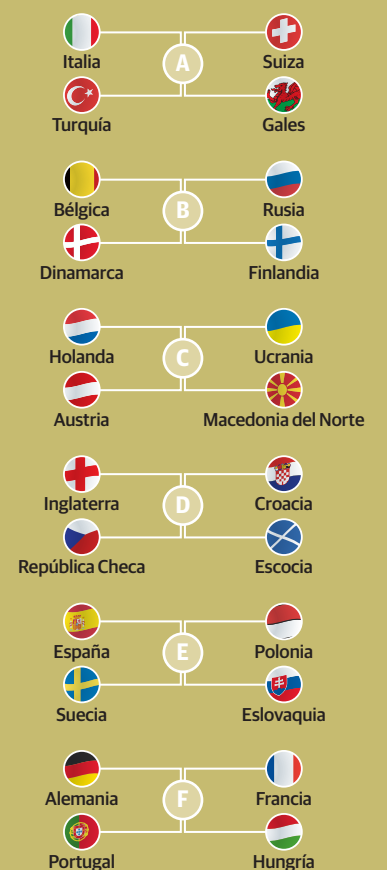 Italia
Suiza
A
Turquía
Gales
Bélgica
Rusia
B
Dinamarca
Finlandia
Holanda
Ucrania
C
Austria
Macedonia del Norte
Inglaterra
Croacia
D
República Checa
Escocia
España
Polonia
E
Suecia
Eslovaquia
Alemania
Francia
F
Portugal
Hungría